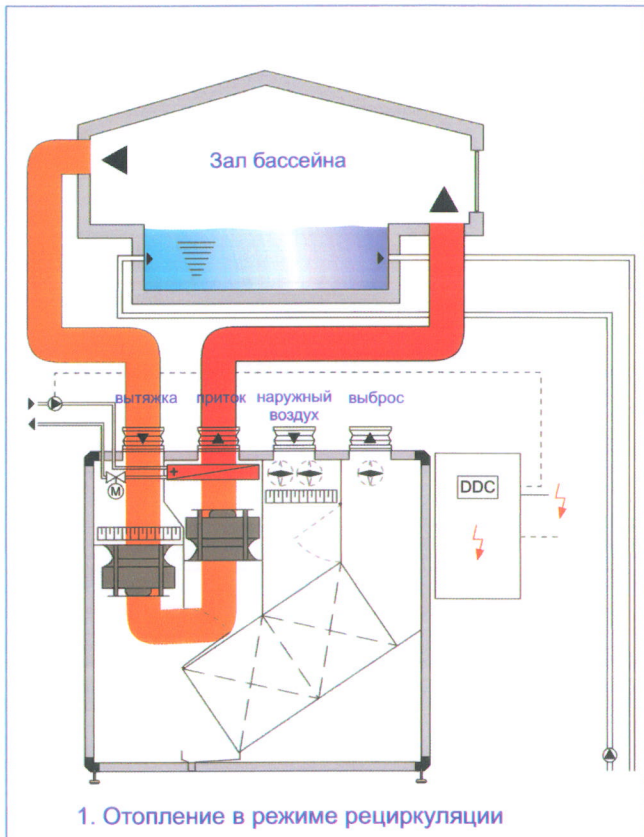 Зал бассейна
вытяжка приток наружный воздух выброс
M
+
DDC
1. Отопление в режиме рециркуляции